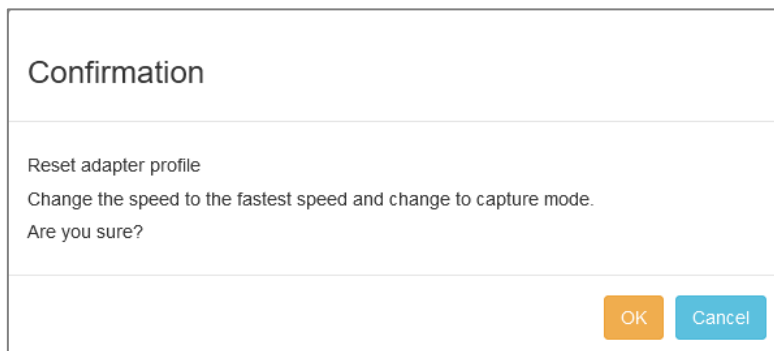 Confirmation
Reset adapter profile
Change the speed to the fastest speed and change to capture mode.
Are you sure?
OK
Cancel